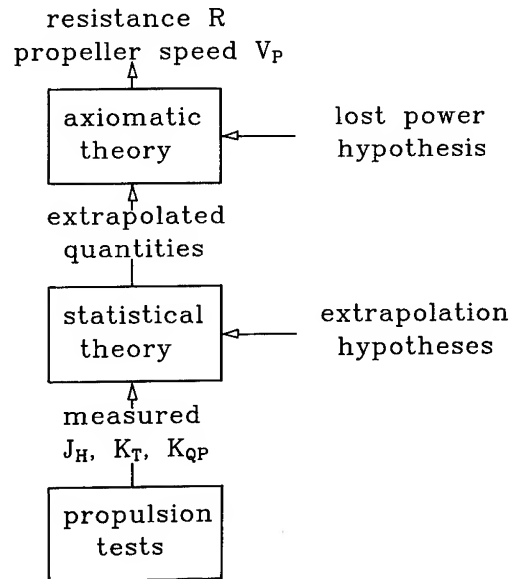 resistance R
propeller speed V_P
axiomatic
theory
lost power
hypothesis
extrapolated
quantities
statistical
theory
extrapolation
hypotheses
measured
J_H, K_T, K_QP
propulsion
tests